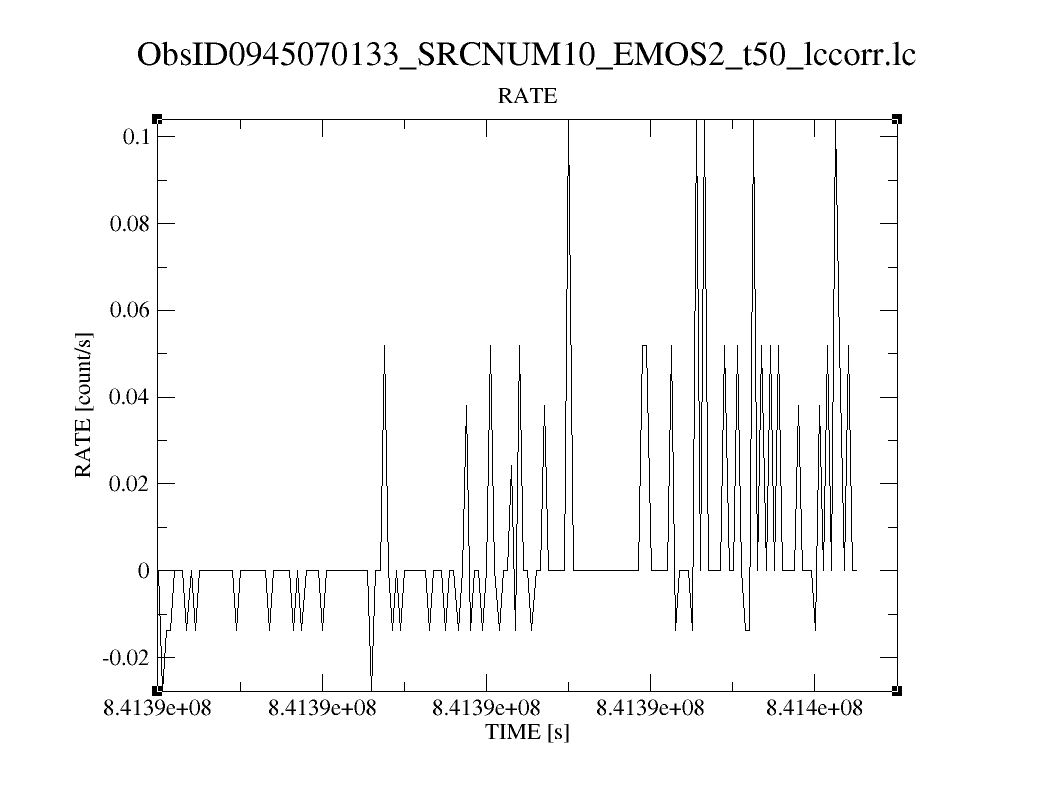 ObsID0945070133_SRCNUM10_EMOS2_t50_lccorr.lc
RATE
0.1
0.08
0.06
0.04
0.02
0
-0.02
RATE [count/s]
8.4139e+08 8.4139e+08 8.4139e+08 8.4139e+08 8.414e+08
TIME [s]